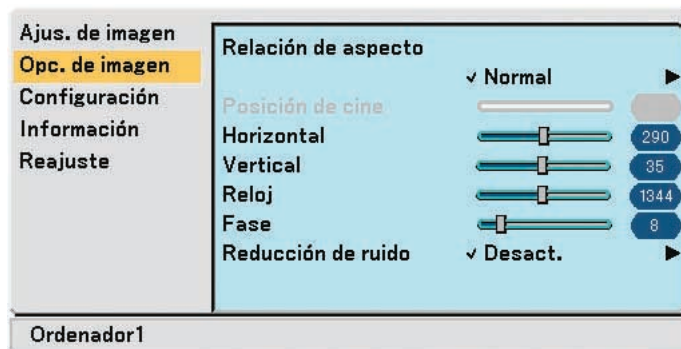 Ajus. de imagen
Opc. de imagen
Configuración
Información
Reajuste
Relación de aspecto
✓ Normal
Posición de cine
Horizontal 290
Vertical 35
Reloj 1344
Fase 8
Reducción de ruido ✓ Desact.
Ordenador1